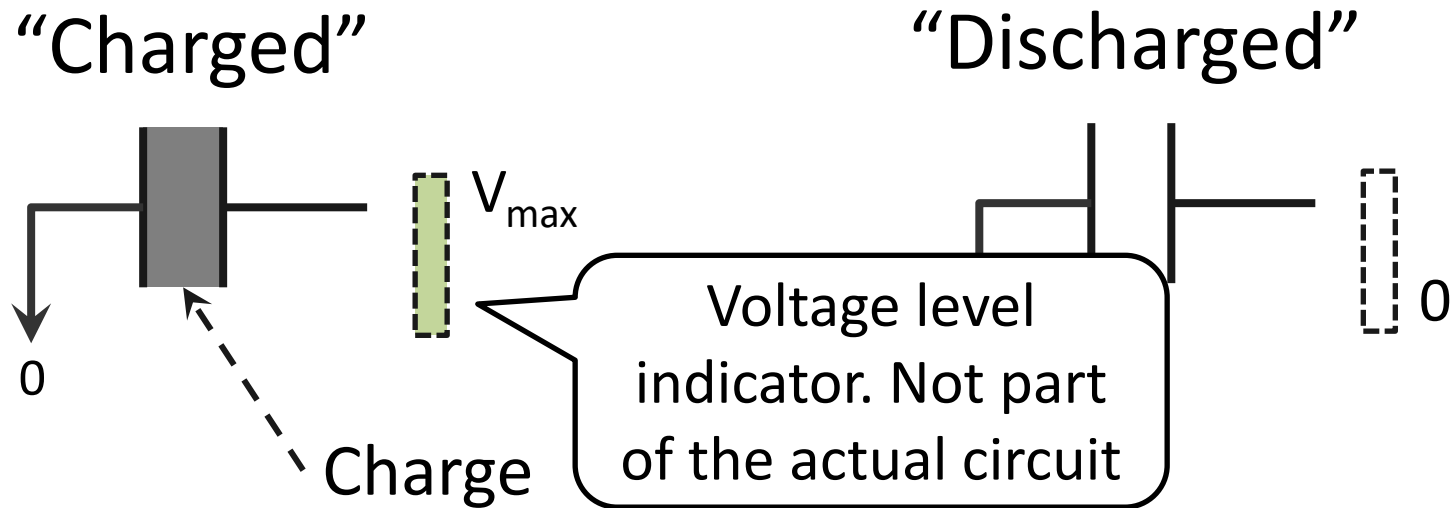 “Charged”
“Discharged”
Vmax
0
0
Voltage level
indicator. Not part
of the actual circuit
Charge